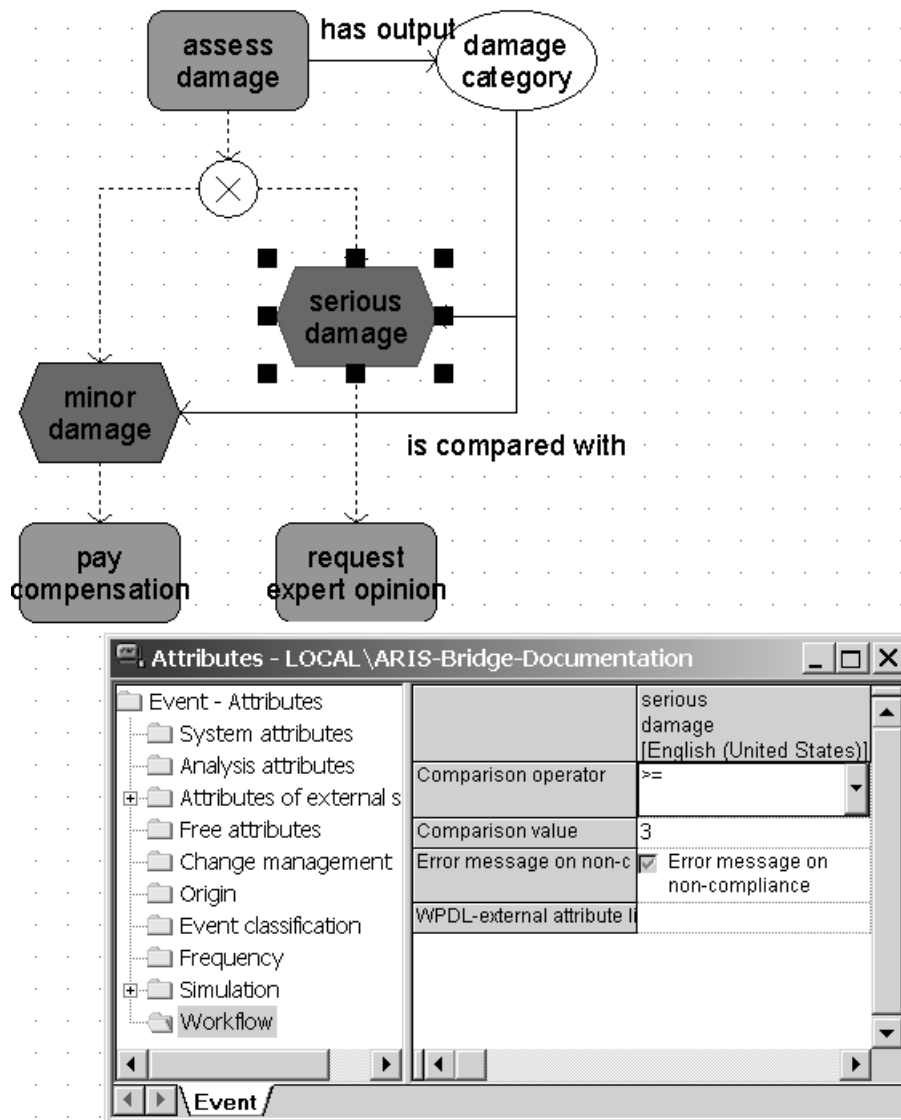 assess
damage
has output
damage
category
serious
damage
minor
damage
is compared with
pay
compensation
request
expert opinion
Attributes - LOCAL\ARIS-Bridge-Documentation
Event - Attributes
System attributes
Analysis attributes
Attributes of external s
Free attributes
Change management
Origin
Event classification
Frequency
Simulation
Workflow
serious
damage
[English (United States)]
Comparison operator >=
Comparison value 3
Error message on non-c Error message on
non-compliance
WPDL-external attribute li
Event